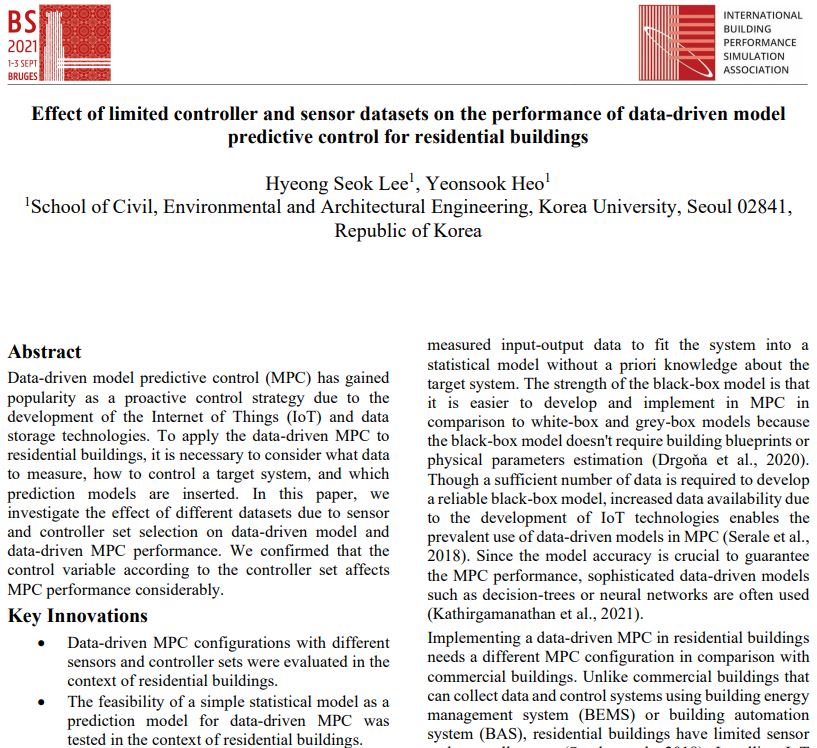 BS
2021
1-3 SEPT
BRUGES
INTERNATIONAL
BUILDING
PERFORMANCE
SIMULATION
ASSOCIATION
Effect of limited controller and sensor datasets on the performance of data-driven model
predictive control for residential buildings
Hyeong Seok Lee1, Yeonsook Heo1
1School of Civil, Environmental and Architectural Engineering, Korea University, Seoul 02841,
Republic of Korea
Abstract
Data-driven model predictive control (MPC) has gained
popularity as a proactive control strategy due to the
development of the Internet of Things (IoT) and data
storage technologies. To apply the data-driven MPC to
residential buildings, it is necessary to consider what data
to measure, how to control a target system, and which
prediction models are inserted. In this paper, we
investigate the effect of different datasets due to sensor
and controller set selection on data-driven model and
data-driven MPC performance. We confirmed that the
control variable according to the controller set affects
MPC performance considerably.
Key Innovations
• Data-driven MPC configurations with different
sensors and controller sets were evaluated in the
context of residential buildings.
• The feasibility of a simple statistical model as a
prediction model for data-driven MPC was
tested in the context of residential buildings.
measured input-output data to fit the system into a
statistical model without a priori knowledge about the
target system. The strength of the black-box model is that
it is easier to develop and implement in MPC in
comparison to white-box and grey-box models because
the black-box model doesn't require building blueprints or
physical parameters estimation (Drgoňa et al., 2020).
Though a sufficient number of data is required to develop
a reliable black-box model, increased data availability due
to the development of IoT technologies enables the
prevalent use of data-driven models in MPC (Serale et al.,
2018). Since the model accuracy is crucial to guarantee
the MPC performance, sophisticated data-driven models
such as decision-trees or neural networks are often used
(Kathirgamanathan et al., 2021).
Implementing a data-driven MPC in residential buildings
needs a different MPC configuration in comparison with
commercial buildings. Unlike commercial buildings that
can collect data and control systems using building energy
management system (BEMS) or building automation
system (BAS), residential buildings have limited sensor